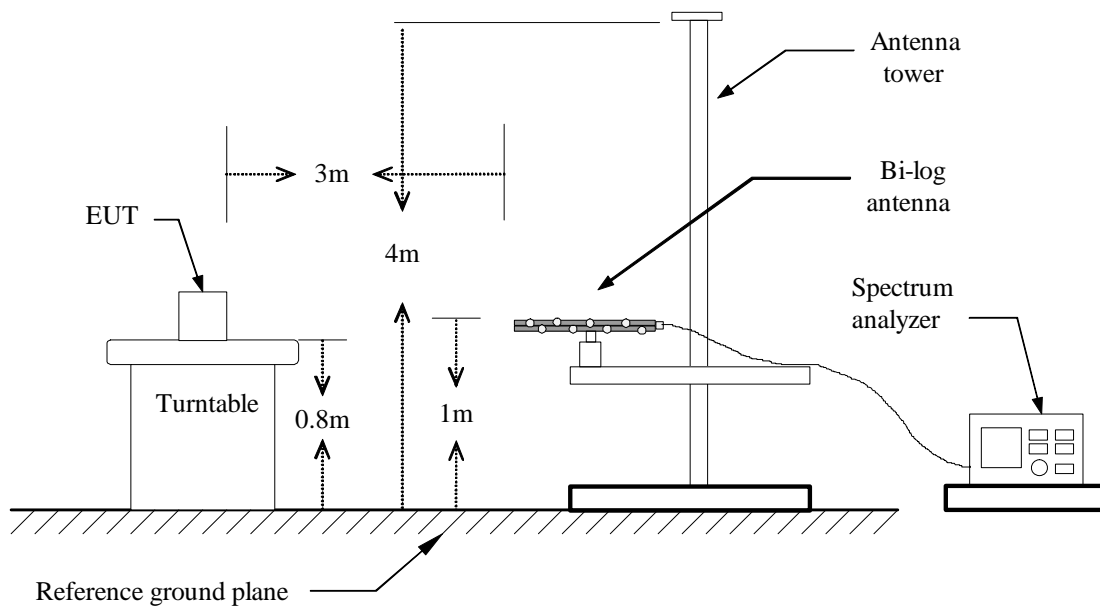 Antenna
tower
3m
Bi-log
antenna
EUT
4m
Spectrum
analyzer
Turntable
0.8m
1m
Reference ground plane